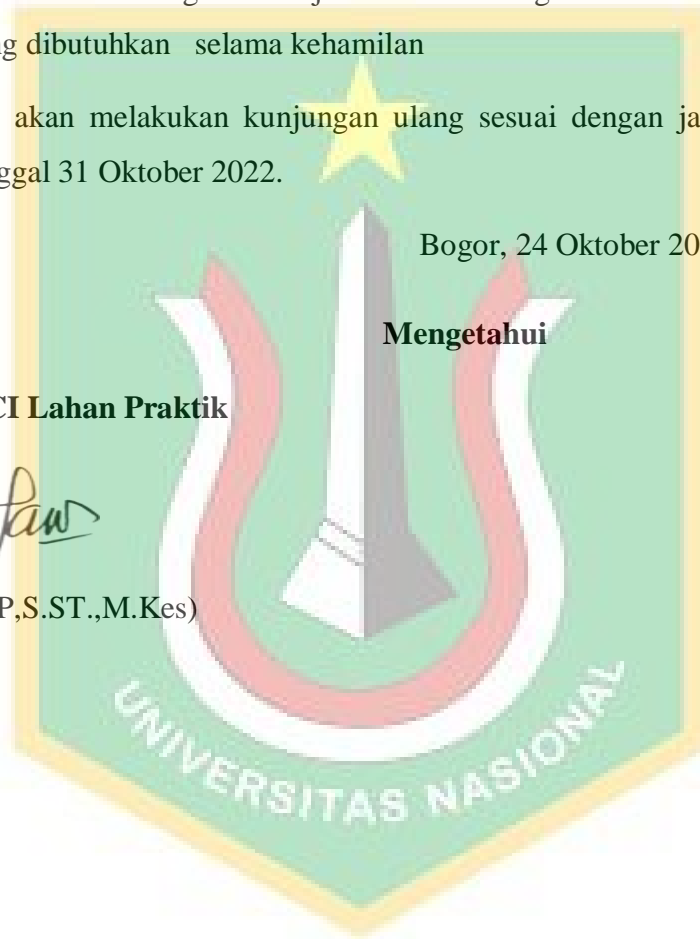 g dibutuhkan selama kehamilan
akan melakukan kunjungan ulang sesuai dengan ja
ggal 31 Oktober 2022.
Bogor, 24 Oktober 20
Mengetahui
CI Lahan Praktik
P,S.ST.,M.Kes)
UNIVERSITAS NASIONAL